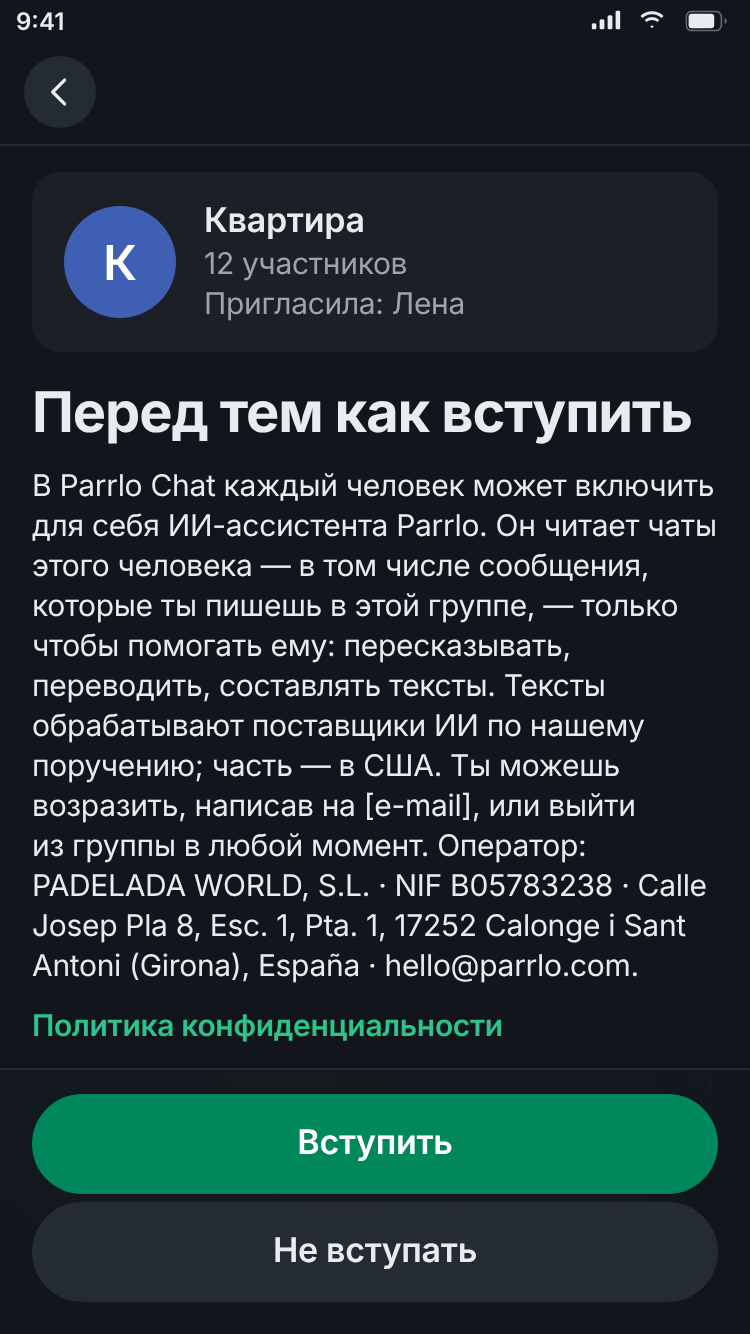 9:41
К
Квартира
12 участников
Пригласила: Лена
Перед тем как вступить
В Parrlo Chat каждый человек может включить
для себя ИИ-ассистента Parrlo. Он читает чаты
этого человека — в том числе сообщения,
которые ты пишешь в этой группе, — только
чтобы помогать ему: пересказывать,
переводить, составлять тексты. Тексты
обрабатывают поставщики ИИ по нашему
поручению; часть — в США. Ты можешь
возразить, написав на [e-mail], или выйти
из группы в любой момент. Оператор:
PADELADA WORLD, S.L. · NIF B05783238 · Calle
Josep Pla 8, Esc. 1, Pta. 1, 17252 Calonge i Sant
Antoni (Girona), España · hello@parrlo.com.
Политика конфиденциальности
Вступить
Не вступать